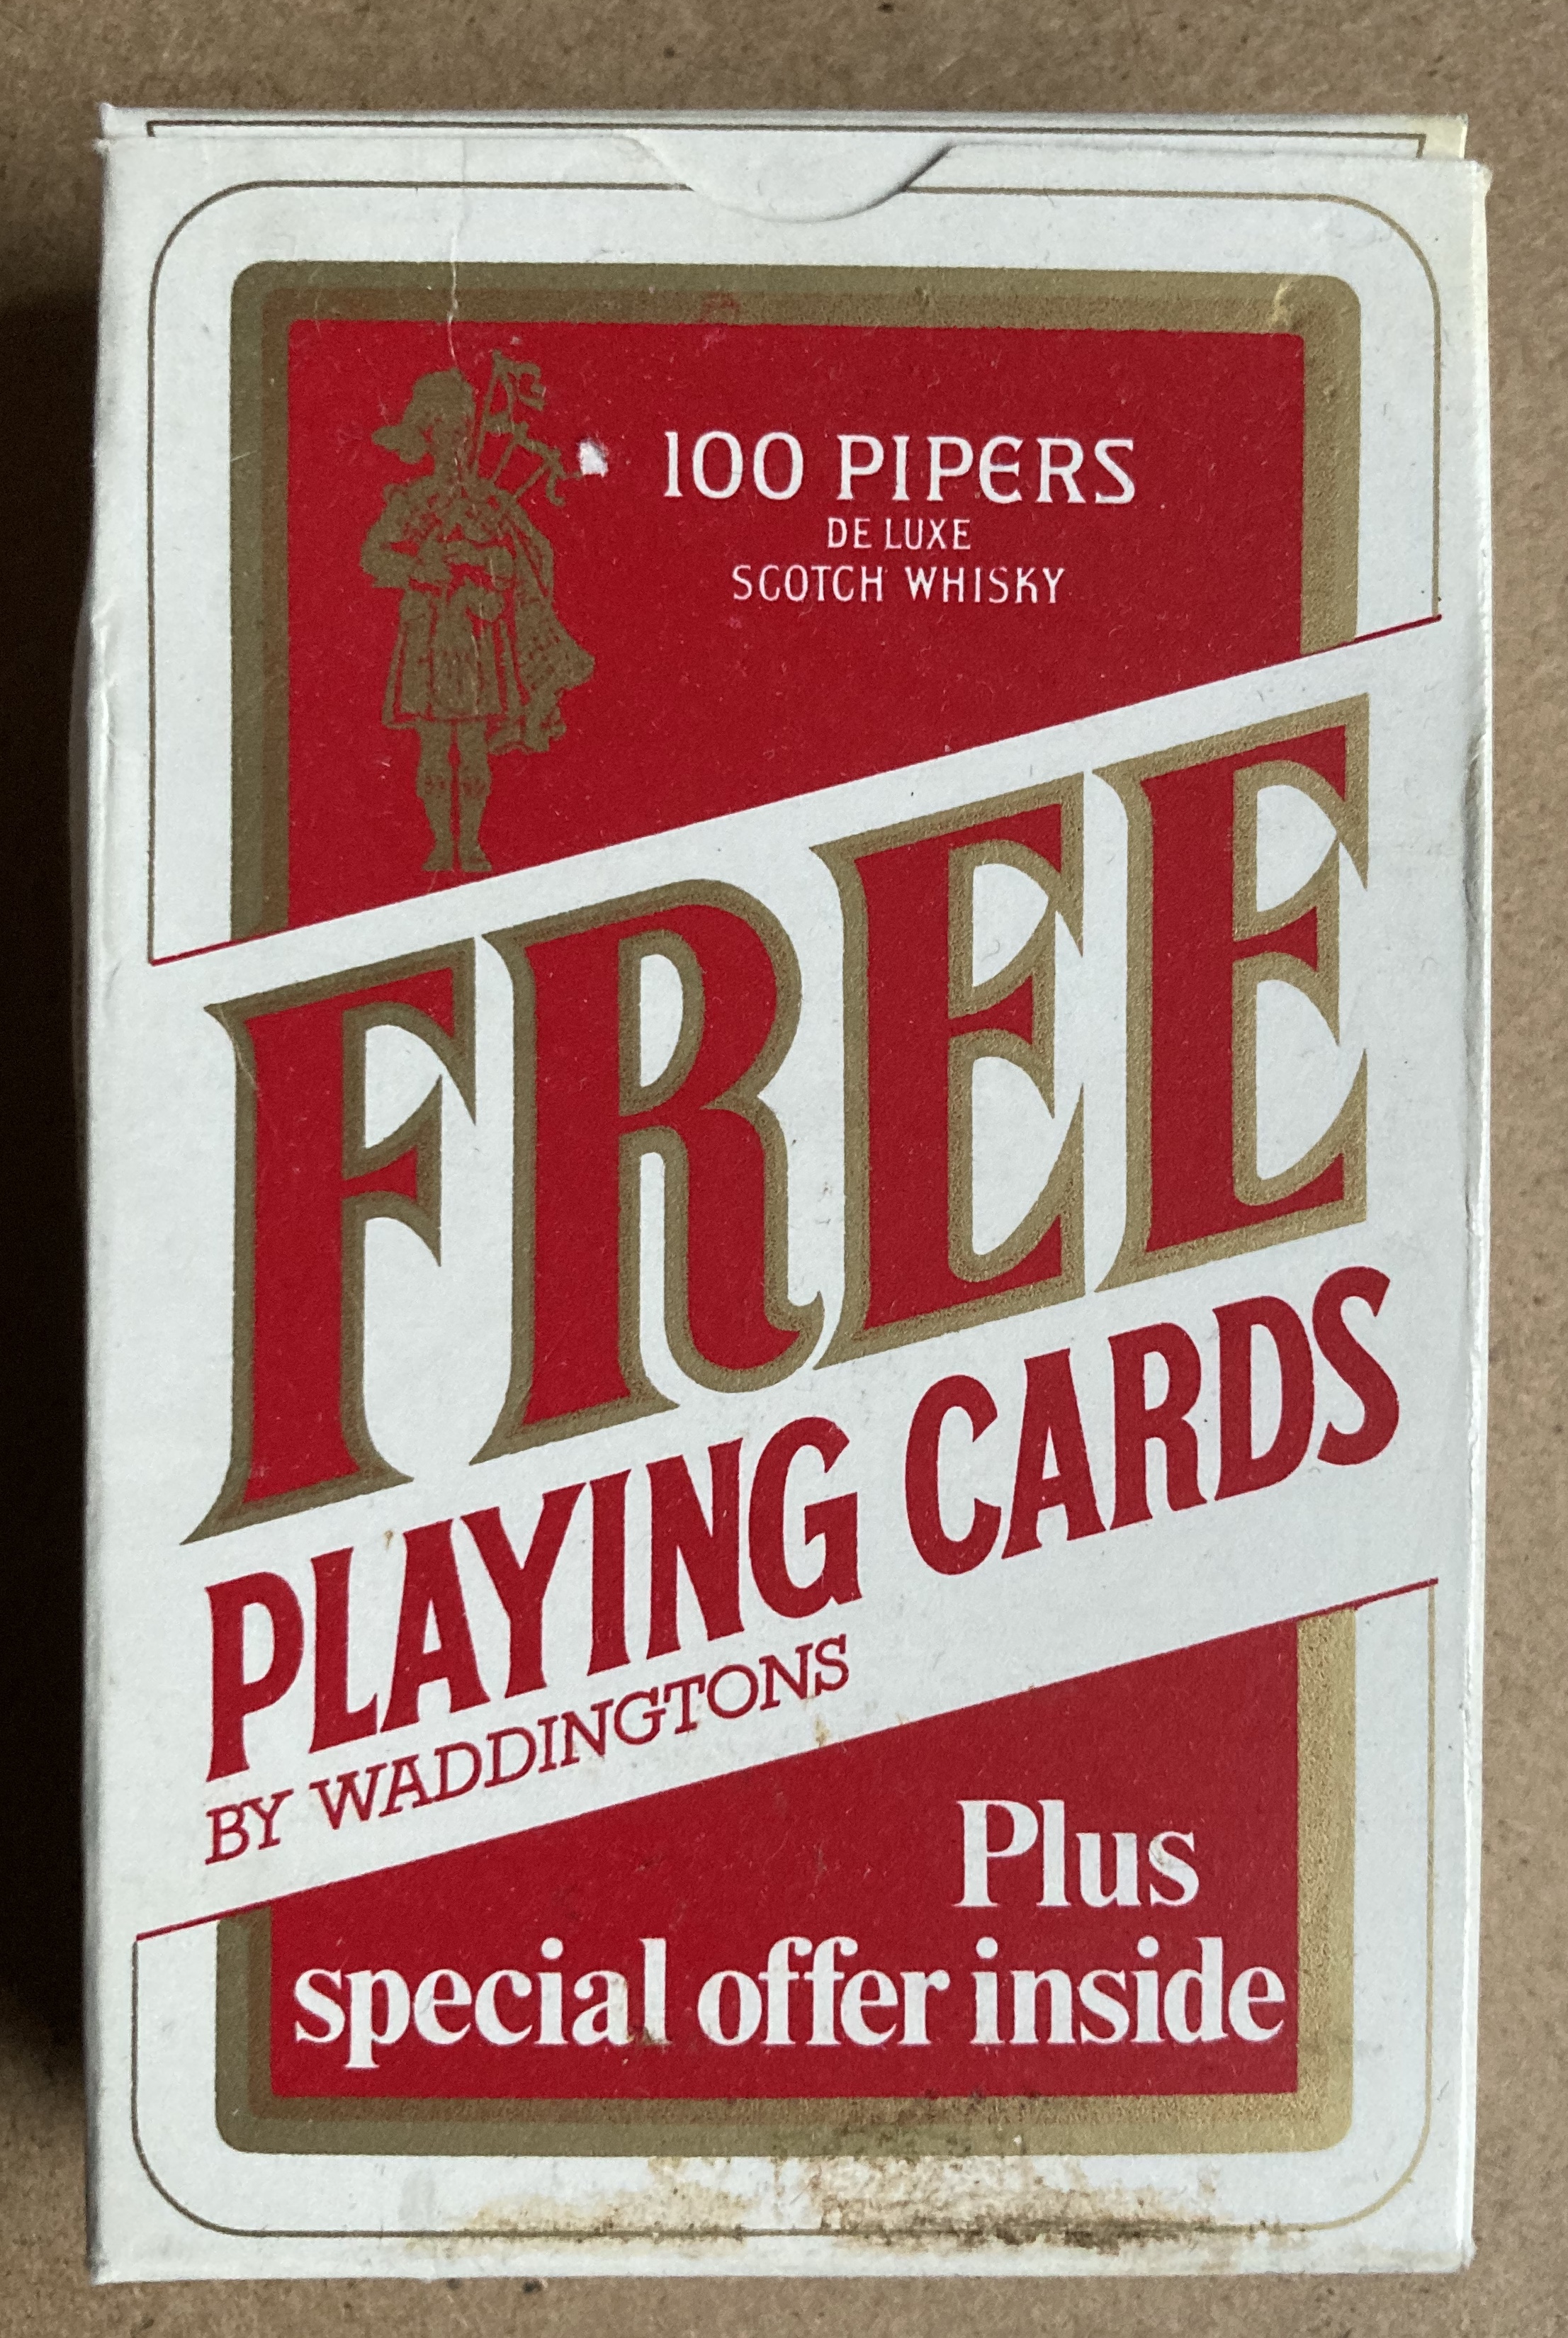 100 PIPERS
DE LUXE
SCOTCH WHISKY
FREE
PLAYING CARDS
BY WADDINGTONS
Plus
special offer inside